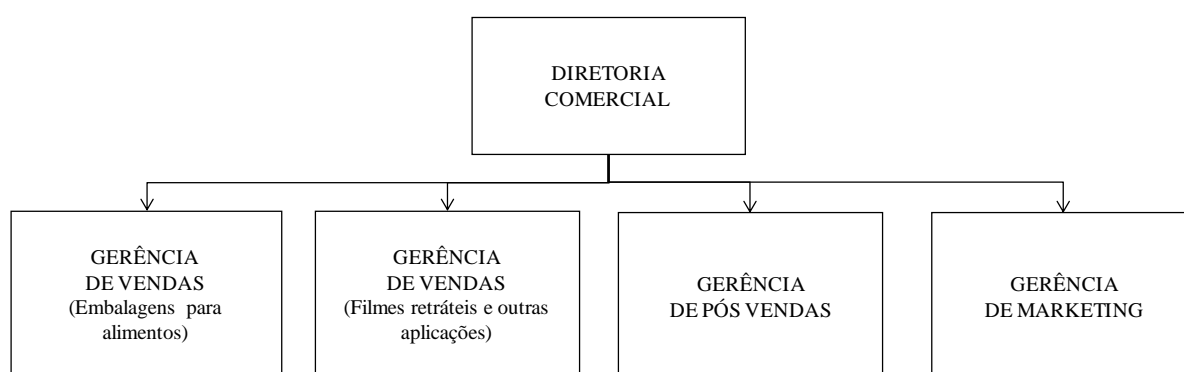 DIRETORIA
COMERCIAL
GERÊNCIA
DE VENDAS
(Embalagens para
alimentos)
GERÊNCIA
DE VENDAS
(Filmes retráteis e outras
aplicações)
GERÊNCIA
DE PÓS VENDAS
GERÊNCIA
DE MARKETING